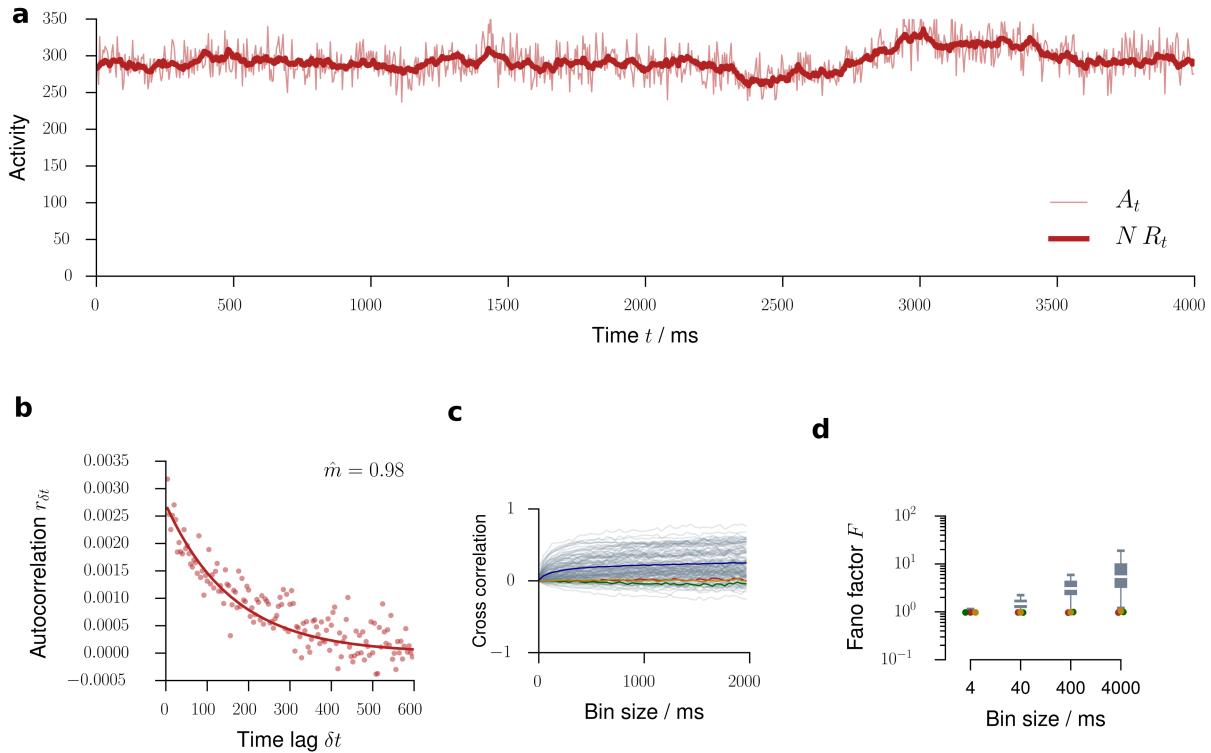 a
350
300
250
200
150
100
50
0
Activity
A_t
N R_t
0 500 1000 1500 2000 2500 3000 3500 4000
Time t / ms
b
0.0035
0.0030
0.0025
0.0020
0.0015
0.0010
0.0005
0.0000
−0.0005
Autocorrelation r_{δt}
m̂ = 0.98
0 100 200 300 400 500 600
Time lag δt
c
1
0
−1
Cross correlation
0 1000 2000
Bin size / ms
d
10^2
10^1
10^0
10^{−1}
Fano factor F
4 40 400 4000
Bin size / ms